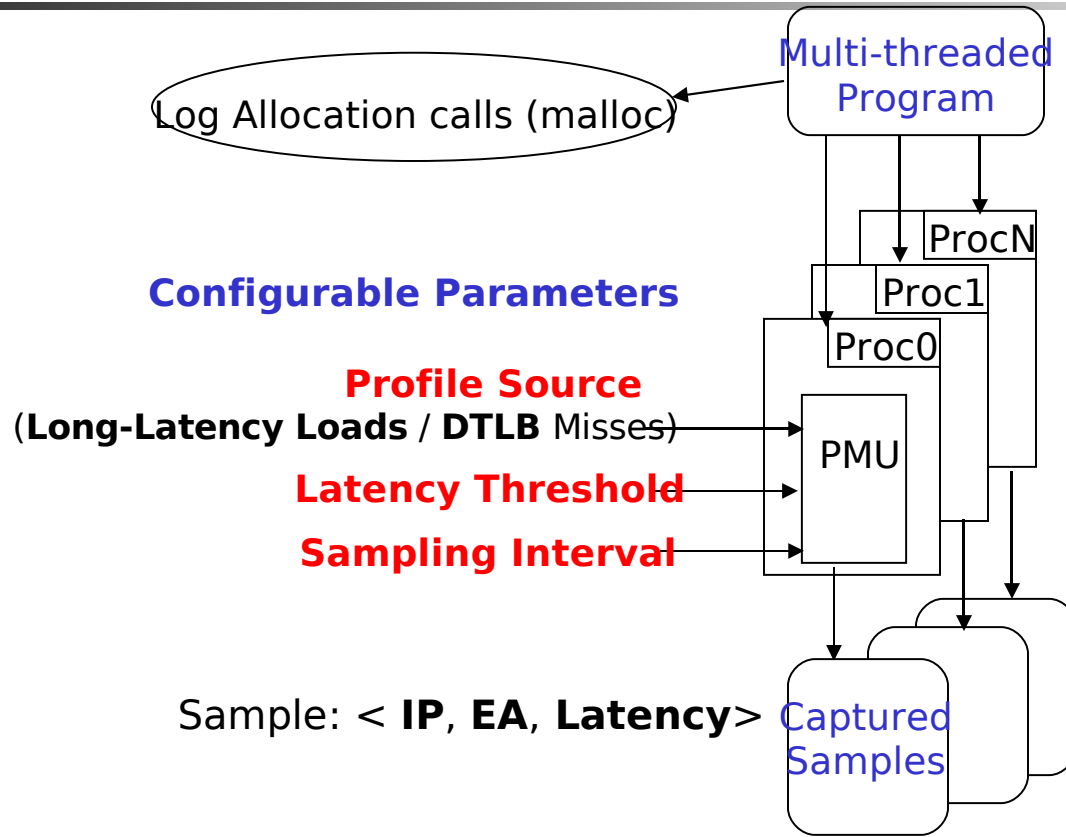 Multi-threaded
Program
Log Allocation calls (malloc)
ProcN
Configurable Parameters
Proc1
Proc0
Profile Source
(Long-Latency Loads / DTLB Misses)
PMU
Latency Threshold
Sampling Interval
Sample: < IP, EA, Latency>
Captured
Samples